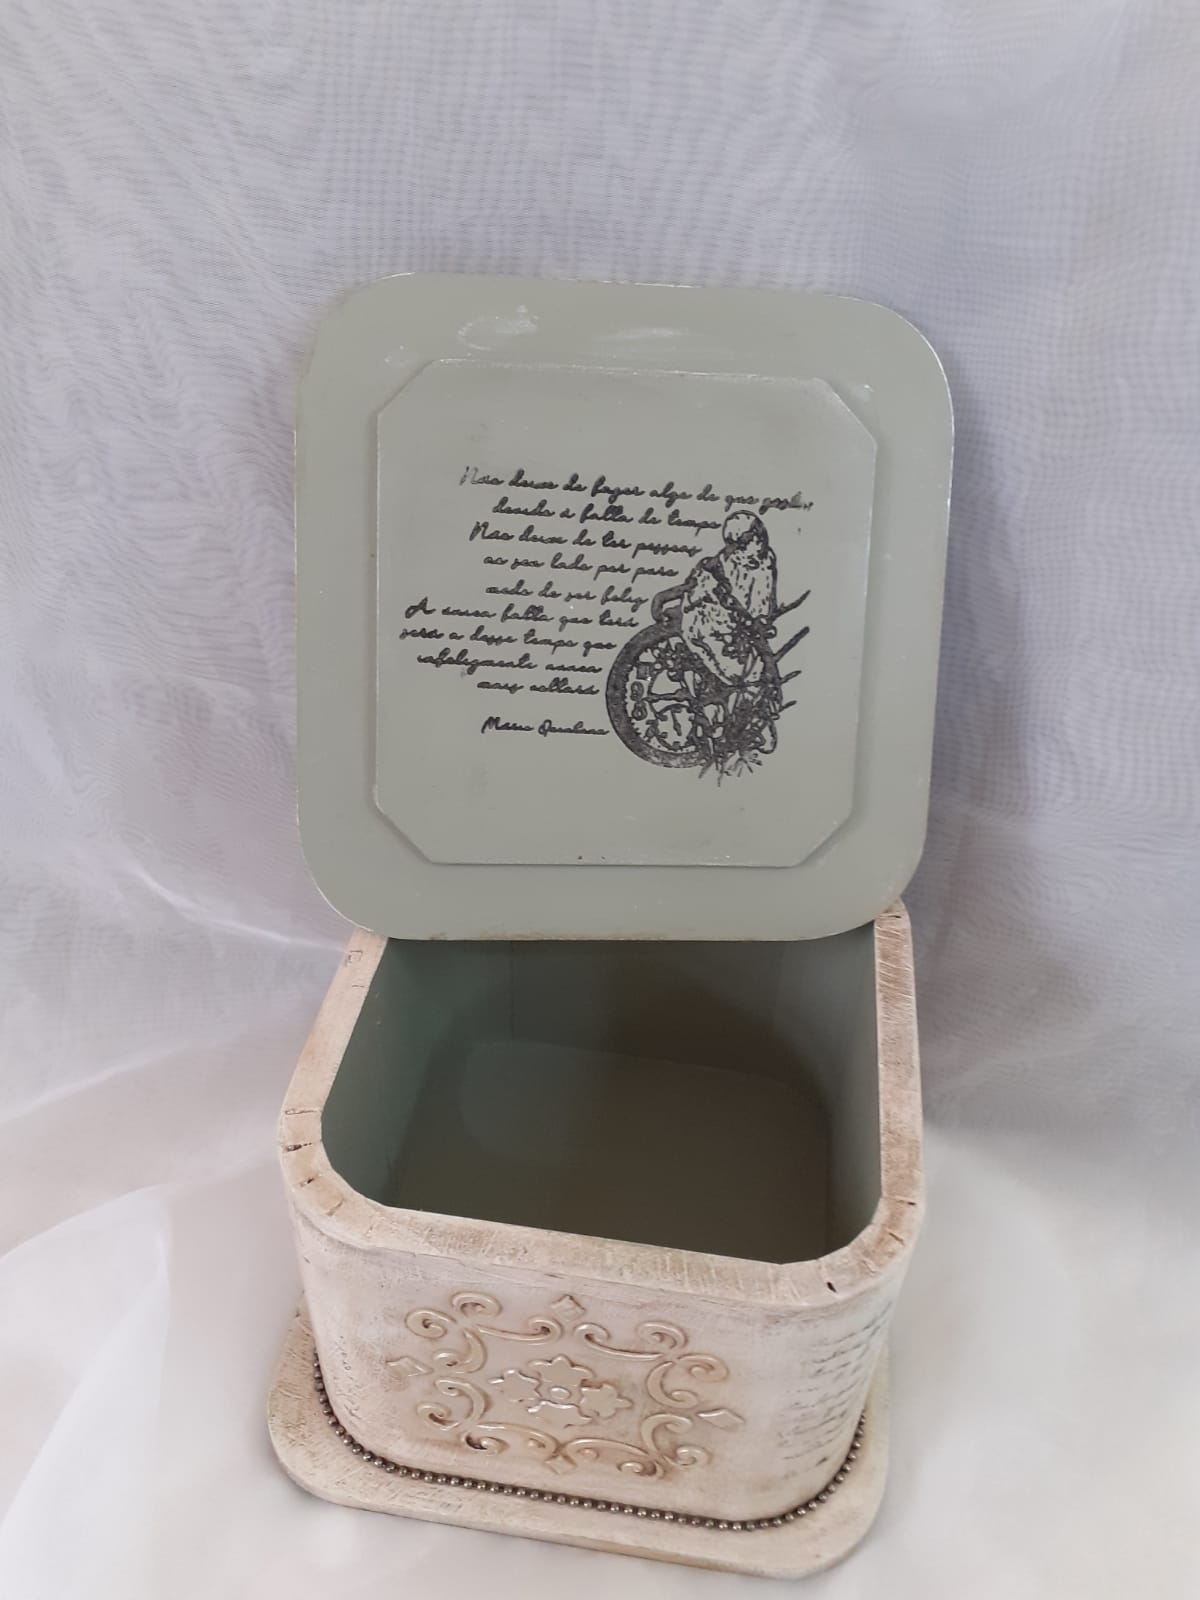 Não deixe de fazer algo de que gosta
devido à falta de tempo
Não deixe de ter pessoas
ao seu lado por puro
medo de ser feliz
A única falta que terá
será a desse tempo que
infelizmente nunca
mais voltará
Mario Quintana